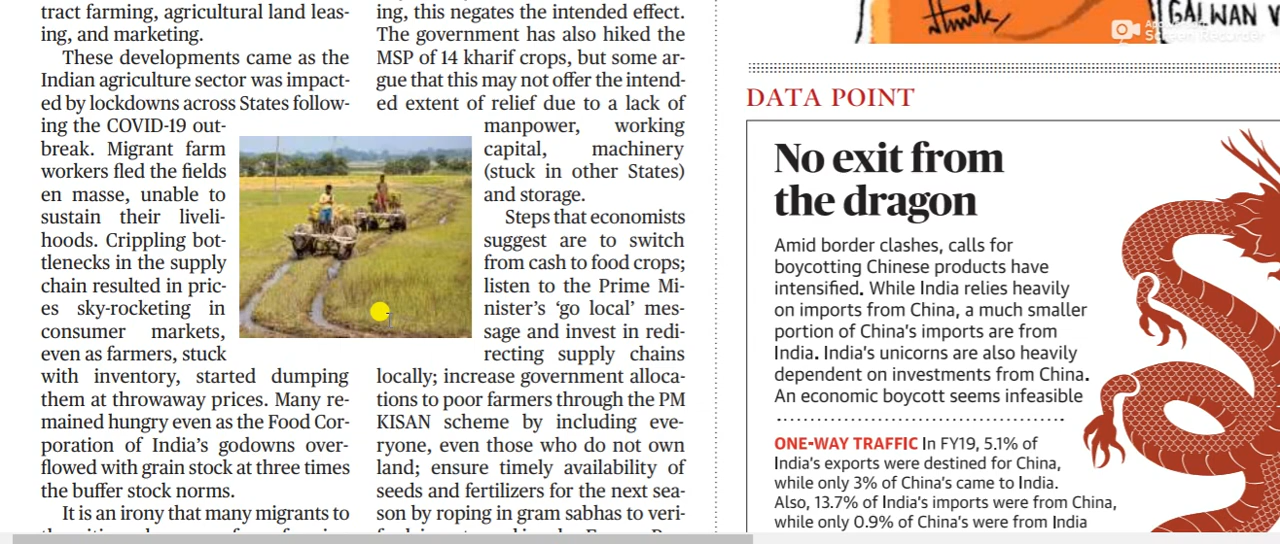 tract farming, agricultural land leas-
ing, and marketing.
These developments came as the
Indian agriculture sector was impact-
ed by lockdowns across States follow-
ing the COVID-19 out-
break. Migrant farm
workers fled the fields
en masse, unable to
sustain their liveli-
hoods. Crippling bot-
tlenecks in the supply
chain resulted in pric-
es sky-rocketing in
consumer markets,
even as farmers, stuck
with inventory, started dumping
them at throwaway prices. Many re-
mained hungry even as the Food Cor-
poration of India's godowns over-
flowed with grain stock at three times
the buffer stock norms.
It is an irony that many migrants to
ing, this negates the intended effect.
The government has also hiked the
MSP of 14 kharif crops, but some ar-
gue that this may not offer the intend-
ed extent of relief due to a lack of
manpower, working
capital, machinery
(stuck in other States)
and storage.
Steps that economists
suggest are to switch
from cash to food crops;
listen to the Prime Mi-
nister's 'go local' mes-
sage and invest in redi-
recting supply chains
locally; increase government alloca-
tions to poor farmers through the PM
KISAN scheme by including eve-
ryone, even those who do not own
land; ensure timely availability of
seeds and fertilizers for the next sea-
son by roping in gram sabhas to veri-
GALWAN
Screen Recorder
DATA POINT
No exit from
the dragon
Amid border clashes, calls for
boycotting Chinese products have
intensified. While India relies heavily
on imports from China, a much smaller
portion of China's imports are from
India. India's unicorns are also heavily
dependent on investments from China.
An economic boycott seems infeasible
ONE-WAY TRAFFIC In FY19, 5.1% of
India's exports were destined for China,
while only 3% of China's came to India.
Also, 13.7% of India's imports were from China,
while only 0.9% of China's were from India